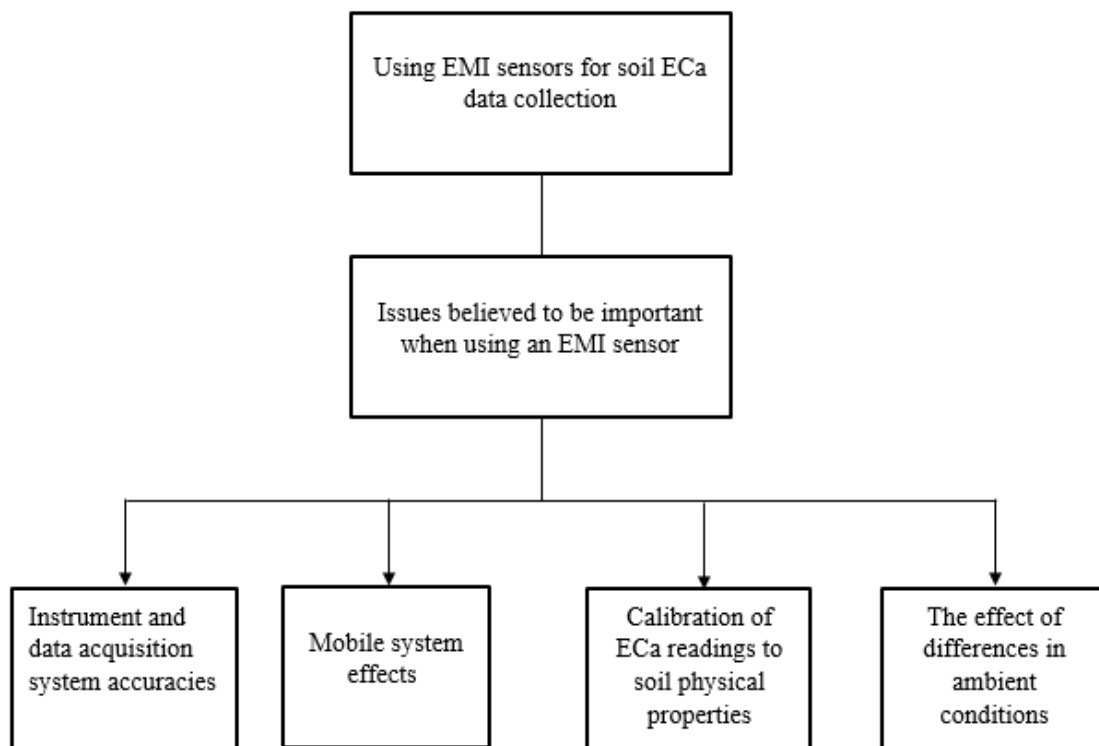 Using EMI sensors for soil ECa
data collection
Issues believed to be important
when using an EMI sensor
Instrument and
data acquisition
system accuracies
Mobile system
effects
Calibration of
ECa readings to
soil physical
properties
The effect of
differences in
ambient
conditions